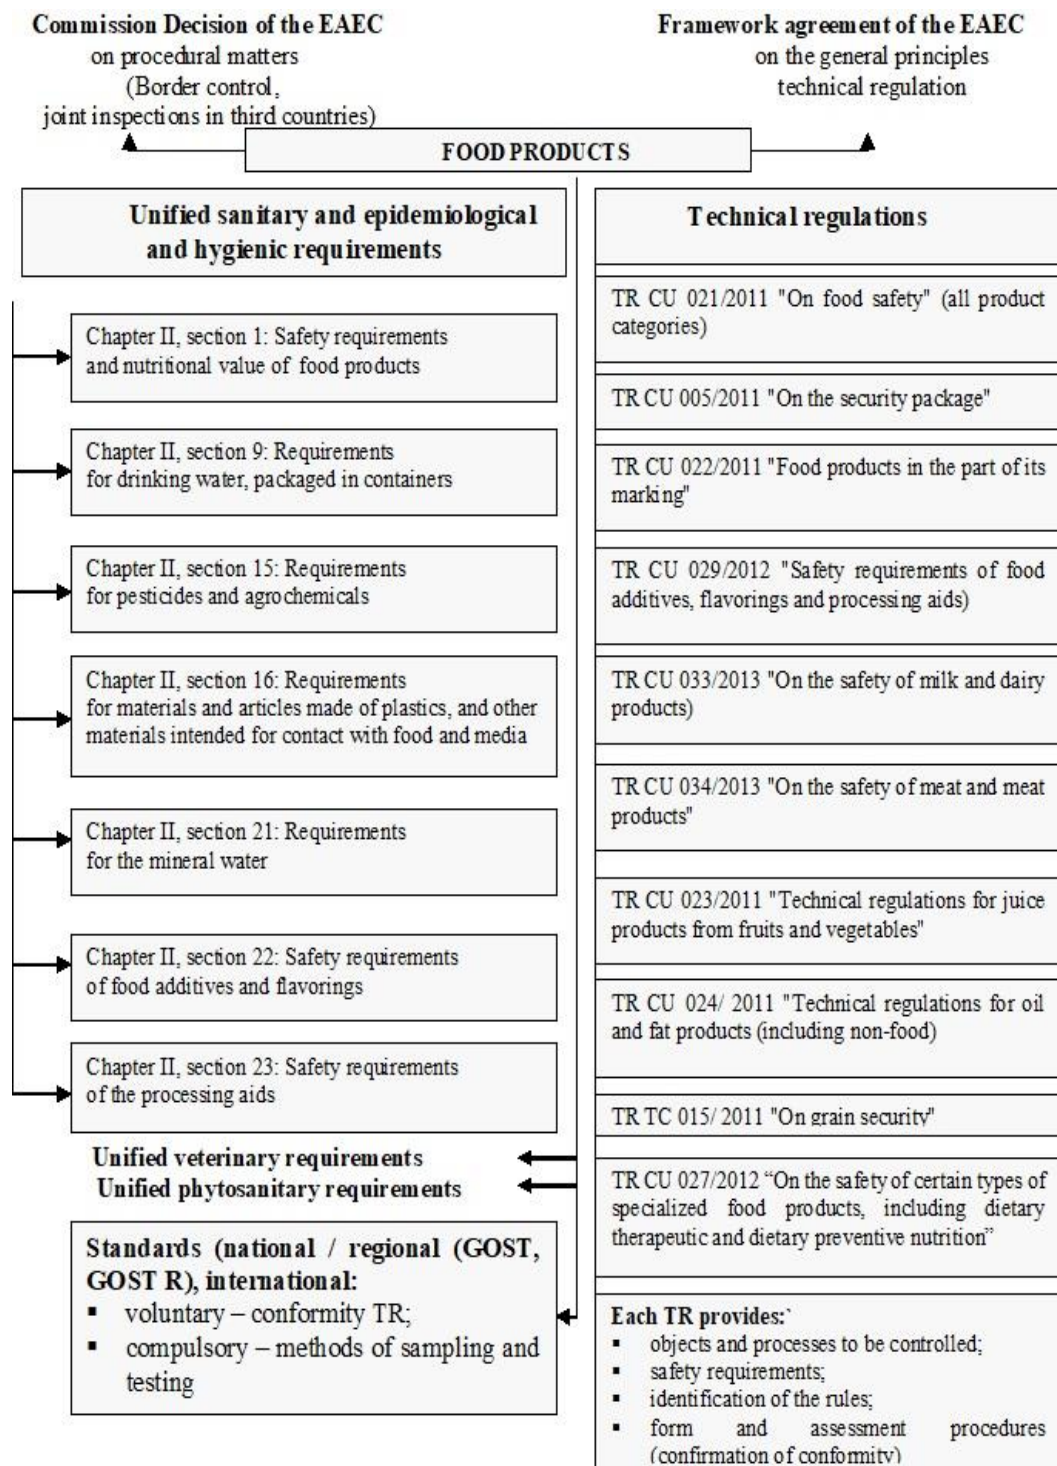 Commission Decision of the EAEC
on procedural matters
(Border control,
joint inspections in third countries)
Framework agreement of the EAEC
on the general principles
technical regulation
FOOD PRODUCTS
Unified sanitary and epidemiological
and hygienic requirements
Chapter II, section 1: Safety requirements
and nutritional value of food products
Chapter II, section 9: Requirements
for drinking water, packaged in containers
Chapter II, section 15: Requirements
for pesticides and agrochemicals
Chapter II, section 16: Requirements
for materials and articles made of plastics, and other
materials intended for contact with food and media
Chapter II, section 21: Requirements
for the mineral water
Chapter II, section 22: Safety requirements
of food additives and flavorings
Chapter II, section 23: Safety requirements
of the processing aids
Unified veterinary requirements
Unified phytosanitary requirements
Standards (national / regional (GOST,
GOST R), international:
▪ voluntary – conformity TR;
▪ compulsory – methods of sampling and
testing
Technical regulations
TR CU 021/2011 "On food safety" (all product
categories)
TR CU 005/2011 "On the security package"
TR CU 022/2011 "Food products in the part of its
marking"
TR CU 029/2012 "Safety requirements of food
additives, flavorings and processing aids)
TR CU 033/2013 "On the safety of milk and dairy
products)
TR CU 034/2013 "On the safety of meat and meat
products"
TR CU 023/2011 "Technical regulations for juice
products from fruits and vegetables"
TR CU 024/ 2011 "Technical regulations for oil
and fat products (including non-food)
TR TC 015/ 2011 "On grain security"
TR CU 027/2012 “On the safety of certain types of
specialized food products, including dietary
therapeutic and dietary preventive nutrition”
Each TR provides:`
▪ objects and processes to be controlled;
▪ safety requirements;
▪ identification of the rules;
▪ form and assessment procedures
(confirmation of conformity)